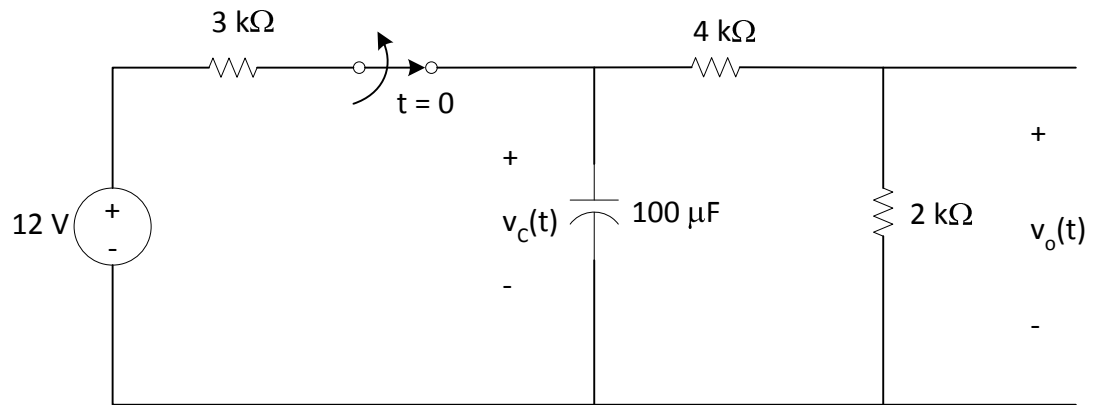 3 kΩ
4 kΩ
t = 0
+
+
12 V
+
-
v_C(t)
100 μF
2 kΩ
v_o(t)
-
-